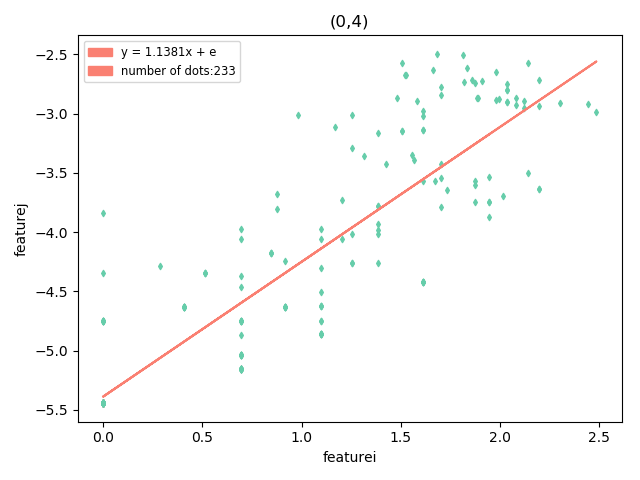 (0,4)
y = 1.1381x + e
number of dots:233
−2.5
−3.0
−3.5
−4.0
−4.5
−5.0
−5.5
featurej
0.0 0.5 1.0 1.5 2.0 2.5
featurei